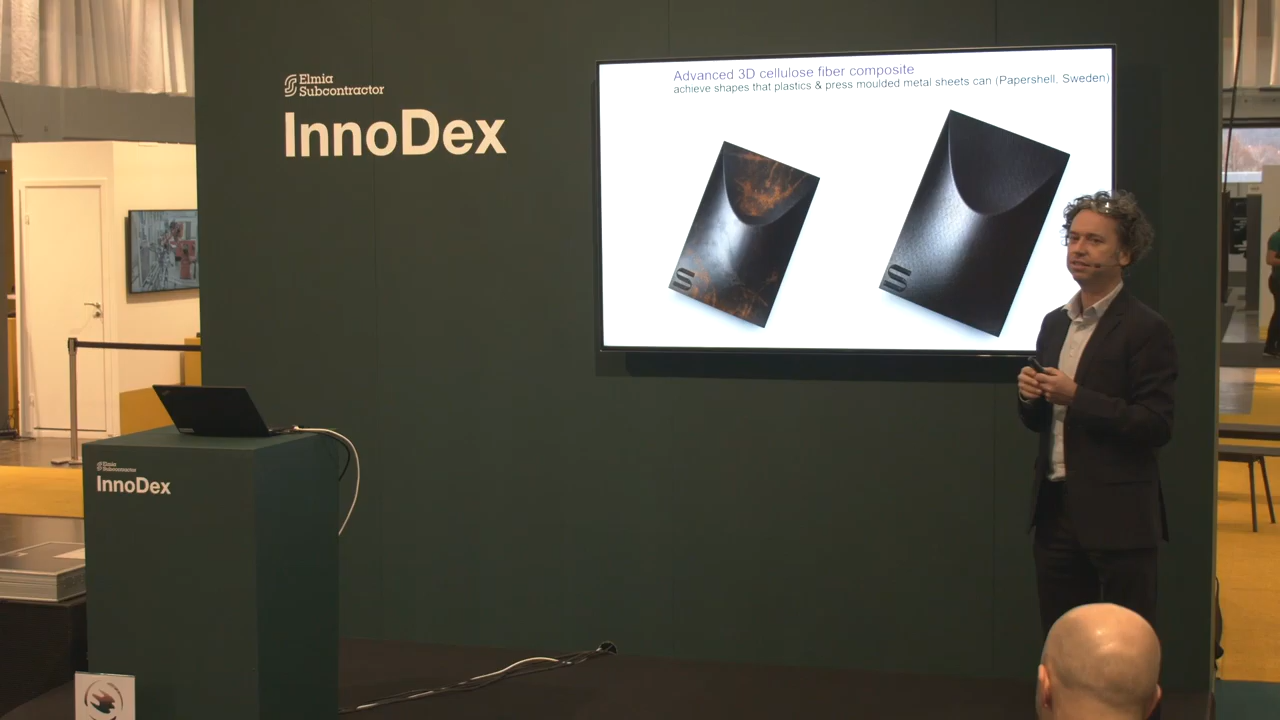 Elmia
Subcontractor
InnoDex
Advanced 3D cellulose fiber composite
achieve shapes that plastics & press moulded metal sheets can (Papershell, Sweden)
Elmia
Subcontractor
InnoDex